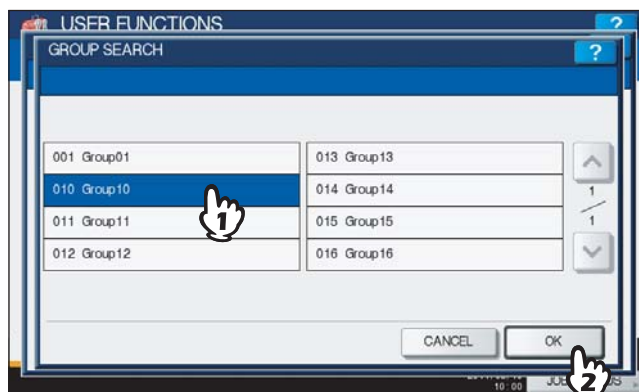 USER FUNCTIONS
?
GROUP SEARCH
?
001 Group01
010 Group10
011 Group11
012 Group12
013 Group13
014 Group14
015 Group15
016 Group16
1
1
CANCEL
OK
1
2
10:00